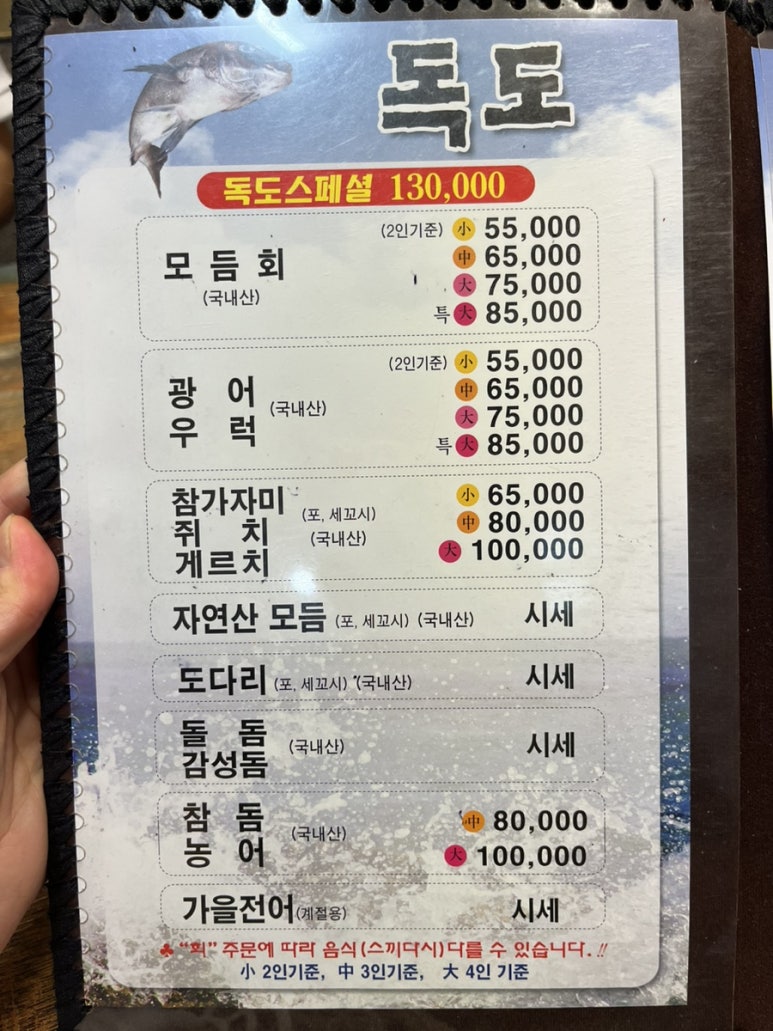 독도
독도스페셜 130,000
모듬회 (2인기준) 小 55,000
(국내산) 中 65,000
大 75,000
특 大 85,000
광어 (국내산) (2인기준) 小 55,000
우럭 中 65,000
大 75,000
특 大 85,000
참가자미 (포, 세꼬시) 小 65,000
쥐치 (국내산) 中 80,000
게르치 大 100,000
자연산 모듬 (포, 세꼬시) (국내산) 시세
도다리 (포, 세꼬시) (국내산) 시세
돌돔 (국내산) 시세
감성돔
참돔 (국내산) 中 80,000
농어 大 100,000
가을전어(계절용) 시세
♣ "회" 주문에 따라 음식(스끼다시)다를 수 있습니다.!!
小 2인기준, 中 3인기준, 大 4인 기준